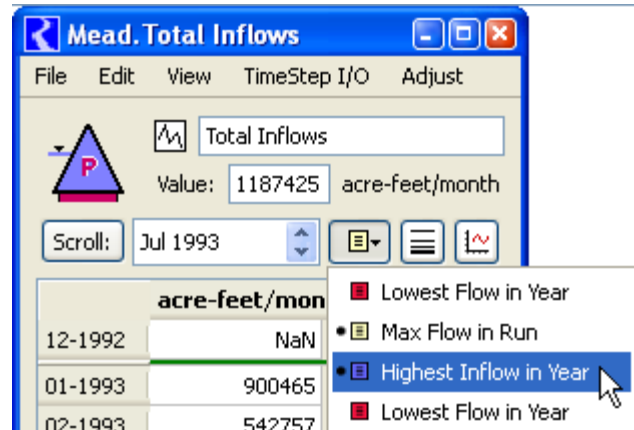 Mead.Total Inflows
File Edit View TimeStep I/O Adjust
P
Total Inflows
Value: 1187425 acre-feet/month
Scroll: Jul 1993
acre-feet/mon
12-1992 NaN
01-1993 900465
02-1993 542757
Lowest Flow in Year
Max Flow in Run
Highest Inflow in Year
Lowest Flow in Year